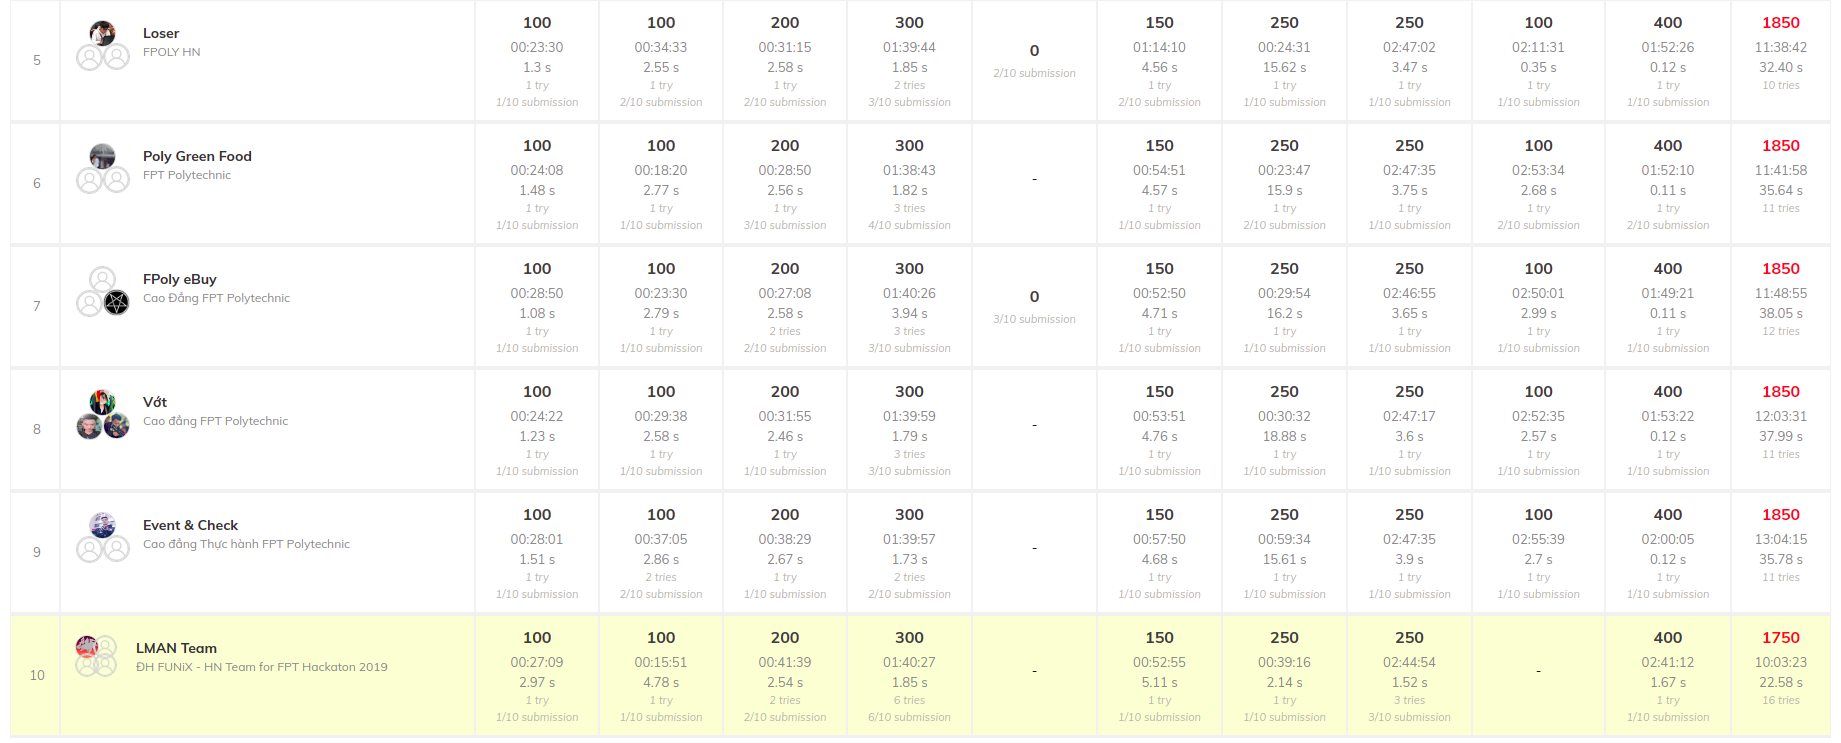 5
Loser
FPOLY HN
100
00:23:30
1.3 s
1 try
1/10 submission
100
00:34:33
2.55 s
1 try
2/10 submission
200
00:31:15
2.58 s
1 try
2/10 submission
300
01:39:44
1.85 s
2 tries
3/10 submission
0
2/10 submission
150
01:14:10
4.56 s
1 try
2/10 submission
250
00:24:31
15.62 s
1 try
1/10 submission
250
02:47:02
3.47 s
1 try
1/10 submission
100
02:11:31
0.35 s
1 try
1/10 submission
400
01:52:26
0.12 s
1 try
1/10 submission
1850
11:38:42
32.40 s
10 tries
6
Poly Green Food
FPT Polytechnic
100
00:24:08
1.48 s
1 try
1/10 submission
100
00:18:20
2.77 s
1 try
1/10 submission
200
00:28:50
2.56 s
1 try
3/10 submission
300
01:38:43
1.82 s
3 tries
4/10 submission
-
150
00:54:51
4.57 s
1 try
1/10 submission
250
00:23:47
15.9 s
1 try
2/10 submission
250
02:47:35
3.75 s
1 try
1/10 submission
100
02:53:34
2.68 s
1 try
2/10 submission
400
01:52:10
0.11 s
1 try
2/10 submission
1850
11:41:58
35.64 s
11 tries
7
FPoly eBuy
Cao Đẳng FPT Polytechnic
100
00:28:50
1.08 s
1 try
1/10 submission
100
00:23:30
2.79 s
1 try
1/10 submission
200
00:27:08
2.58 s
2 tries
2/10 submission
300
01:40:26
3.94 s
3 tries
3/10 submission
0
3/10 submission
150
00:52:50
4.71 s
1 try
1/10 submission
250
00:29:54
16.2 s
1 try
1/10 submission
250
02:46:55
3.65 s
1 try
1/10 submission
100
02:50:01
2.99 s
1 try
1/10 submission
400
01:49:21
0.11 s
1 try
1/10 submission
1850
11:48:55
38.05 s
12 tries
8
Vớt
Cao đẳng FPT Polytechnic
100
00:24:22
1.23 s
1 try
1/10 submission
100
00:29:38
2.58 s
1 try
1/10 submission
200
00:31:55
2.46 s
1 try
1/10 submission
300
01:39:59
1.79 s
3 tries
3/10 submission
-
150
00:53:51
4.76 s
1 try
1/10 submission
250
00:30:32
18.88 s
1 try
1/10 submission
250
02:47:17
3.6 s
1 try
1/10 submission
100
02:52:35
2.57 s
1 try
1/10 submission
400
01:53:22
0.12 s
1 try
1/10 submission
1850
12:03:31
37.99 s
11 tries
9
Event & Check
Cao đẳng Thực hành FPT Polytechnic
100
00:28:01
1.51 s
1 try
1/10 submission
100
00:37:05
2.86 s
2 tries
2/10 submission
200
00:38:29
2.67 s
1 try
1/10 submission
300
01:39:57
1.73 s
2 tries
2/10 submission
-
150
00:57:50
4.68 s
1 try
1/10 submission
250
00:59:34
15.61 s
1 try
1/10 submission
250
02:47:35
3.9 s
1 try
1/10 submission
100
02:55:39
2.7 s
1 try
1/10 submission
400
02:00:05
0.12 s
1 try
1/10 submission
1850
13:04:15
35.78 s
11 tries
10
LMAN Team
ĐH FUNiX - HN Team for FPT Hackaton 2019
100
00:27:09
2.97 s
1 try
1/10 submission
100
00:15:51
4.78 s
1 try
1/10 submission
200
00:41:39
2.54 s
2 tries
2/10 submission
300
01:40:27
1.85 s
6 tries
6/10 submission
-
150
00:52:55
5.11 s
1 try
1/10 submission
250
00:39:16
2.14 s
1 try
1/10 submission
250
02:44:54
1.52 s
3 tries
3/10 submission
-
400
02:41:12
1.67 s
1 try
1/10 submission
1750
10:03:23
22.58 s
16 tries